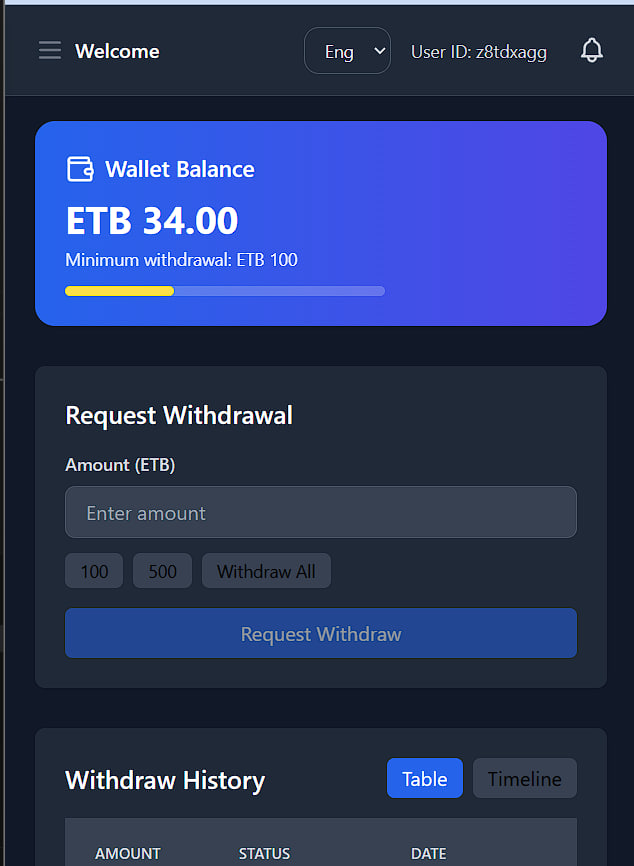 Welcome Eng User ID: z8tdxagg
Wallet Balance
ETB 34.00
Minimum withdrawal: ETB 100
Request Withdrawal
Amount (ETB)
Enter amount
100 500 Withdraw All
Request Withdraw
Withdraw History Table Timeline
AMOUNT STATUS DATE